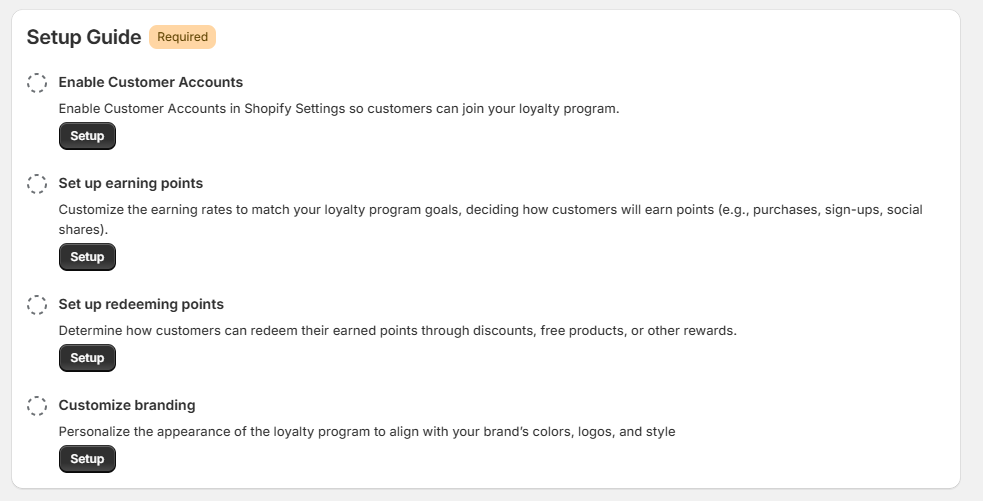 Setup Guide Required
Enable Customer Accounts
Enable Customer Accounts in Shopify Settings so customers can join your loyalty program.
Setup
Set up earning points
Customize the earning rates to match your loyalty program goals, deciding how customers will earn points (e.g., purchases, sign-ups, social
shares).
Setup
Set up redeeming points
Determine how customers can redeem their earned points through discounts, free products, or other rewards.
Setup
Customize branding
Personalize the appearance of the loyalty program to align with your brand’s colors, logos, and style
Setup